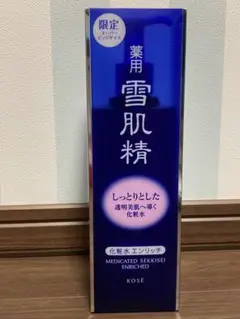 限定
スーパー
ビッグサイズ
薬用
雪肌精
しっとりとした
透明美肌へ導く
化粧水
化粧水 エンリッチ
MEDICATED SEKKISEI
ENRICHED
KOSÉ